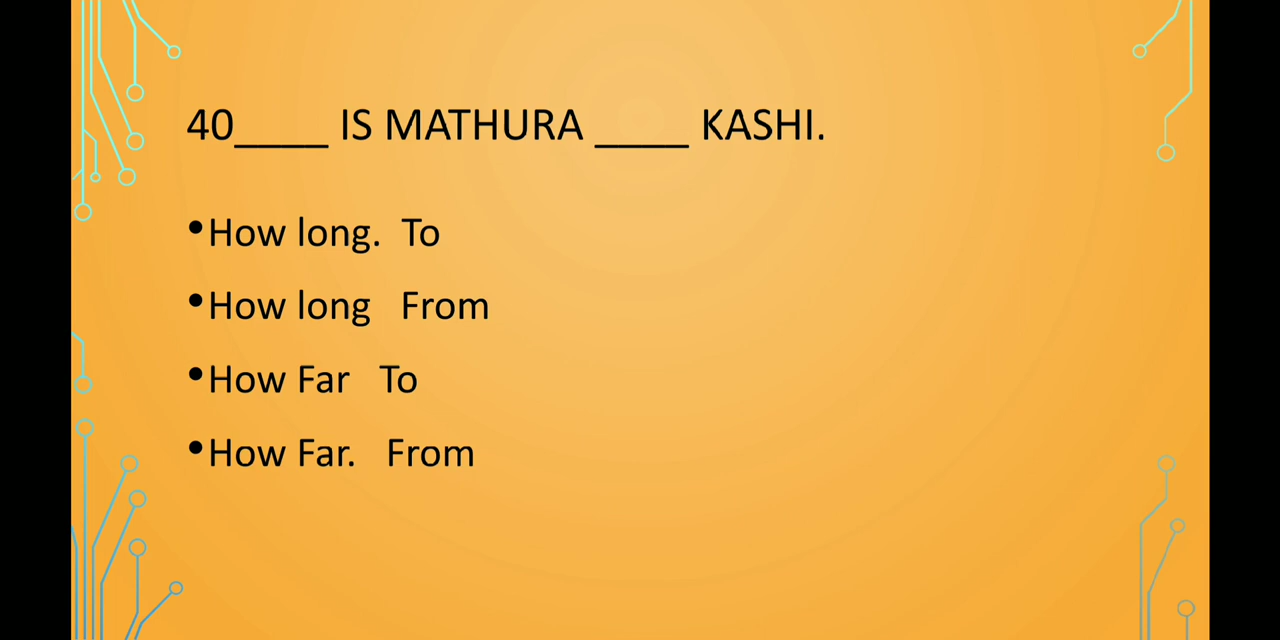 40____ IS MATHURA ____ KASHI.
•How long.  To
•How long   From
•How Far   To
•How Far.   From